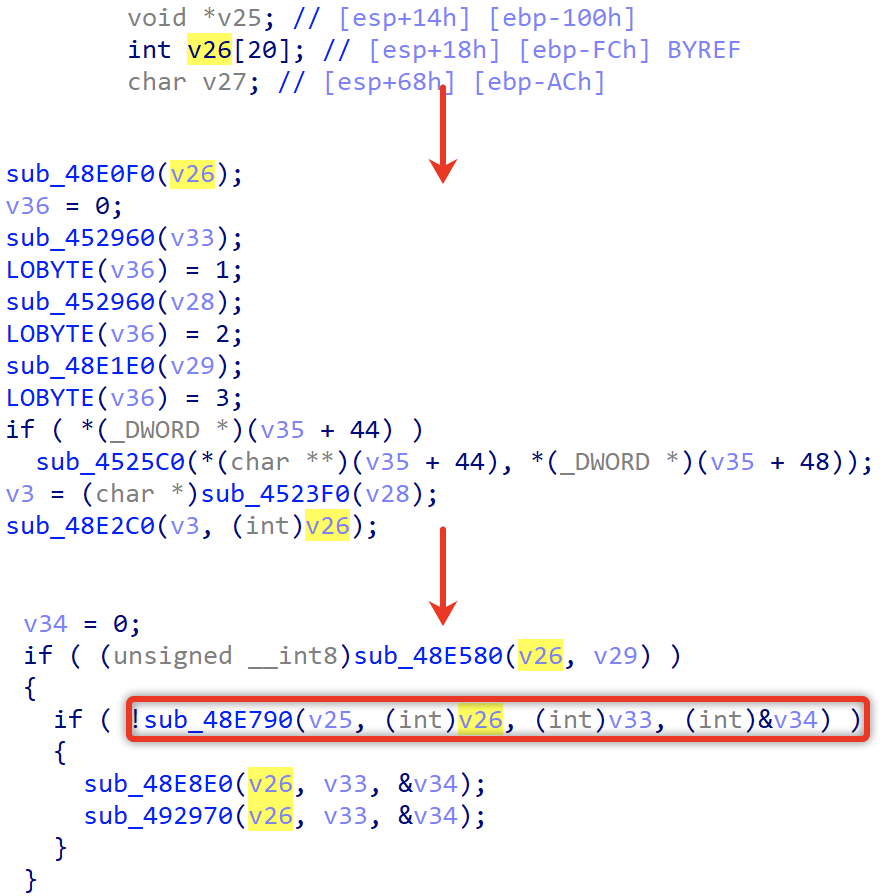 void *v25; // [esp+14h] [ebp-100h]
int v26[20]; // [esp+18h] [ebp-FCh] BYREF
char v27; // [esp+68h] [ebp-ACh]
sub_48E0F0(v26);
v36 = 0;
sub_452960(v33);
LOBYTE(v36) = 1;
sub_452960(v28);
LOBYTE(v36) = 2;
sub_48E1E0(v29);
LOBYTE(v36) = 3;
if ( *(_DWORD *)(v35 + 44) )
sub_4525C0(*(char **)(v35 + 44), *(_DWORD *)(v35 + 48));
v3 = (char *)sub_4523F0(v28);
sub_48E2C0(v3, (int)v26);
v34 = 0;
if ( (unsigned __int8)sub_48E580(v26, v29) )
{
if ( !sub_48E790(v25, (int)v26, (int)v33, (int)&v34) )
{
sub_48E8E0(v26, v33, &v34);
sub_492970(v26, v33, &v34);
}
}